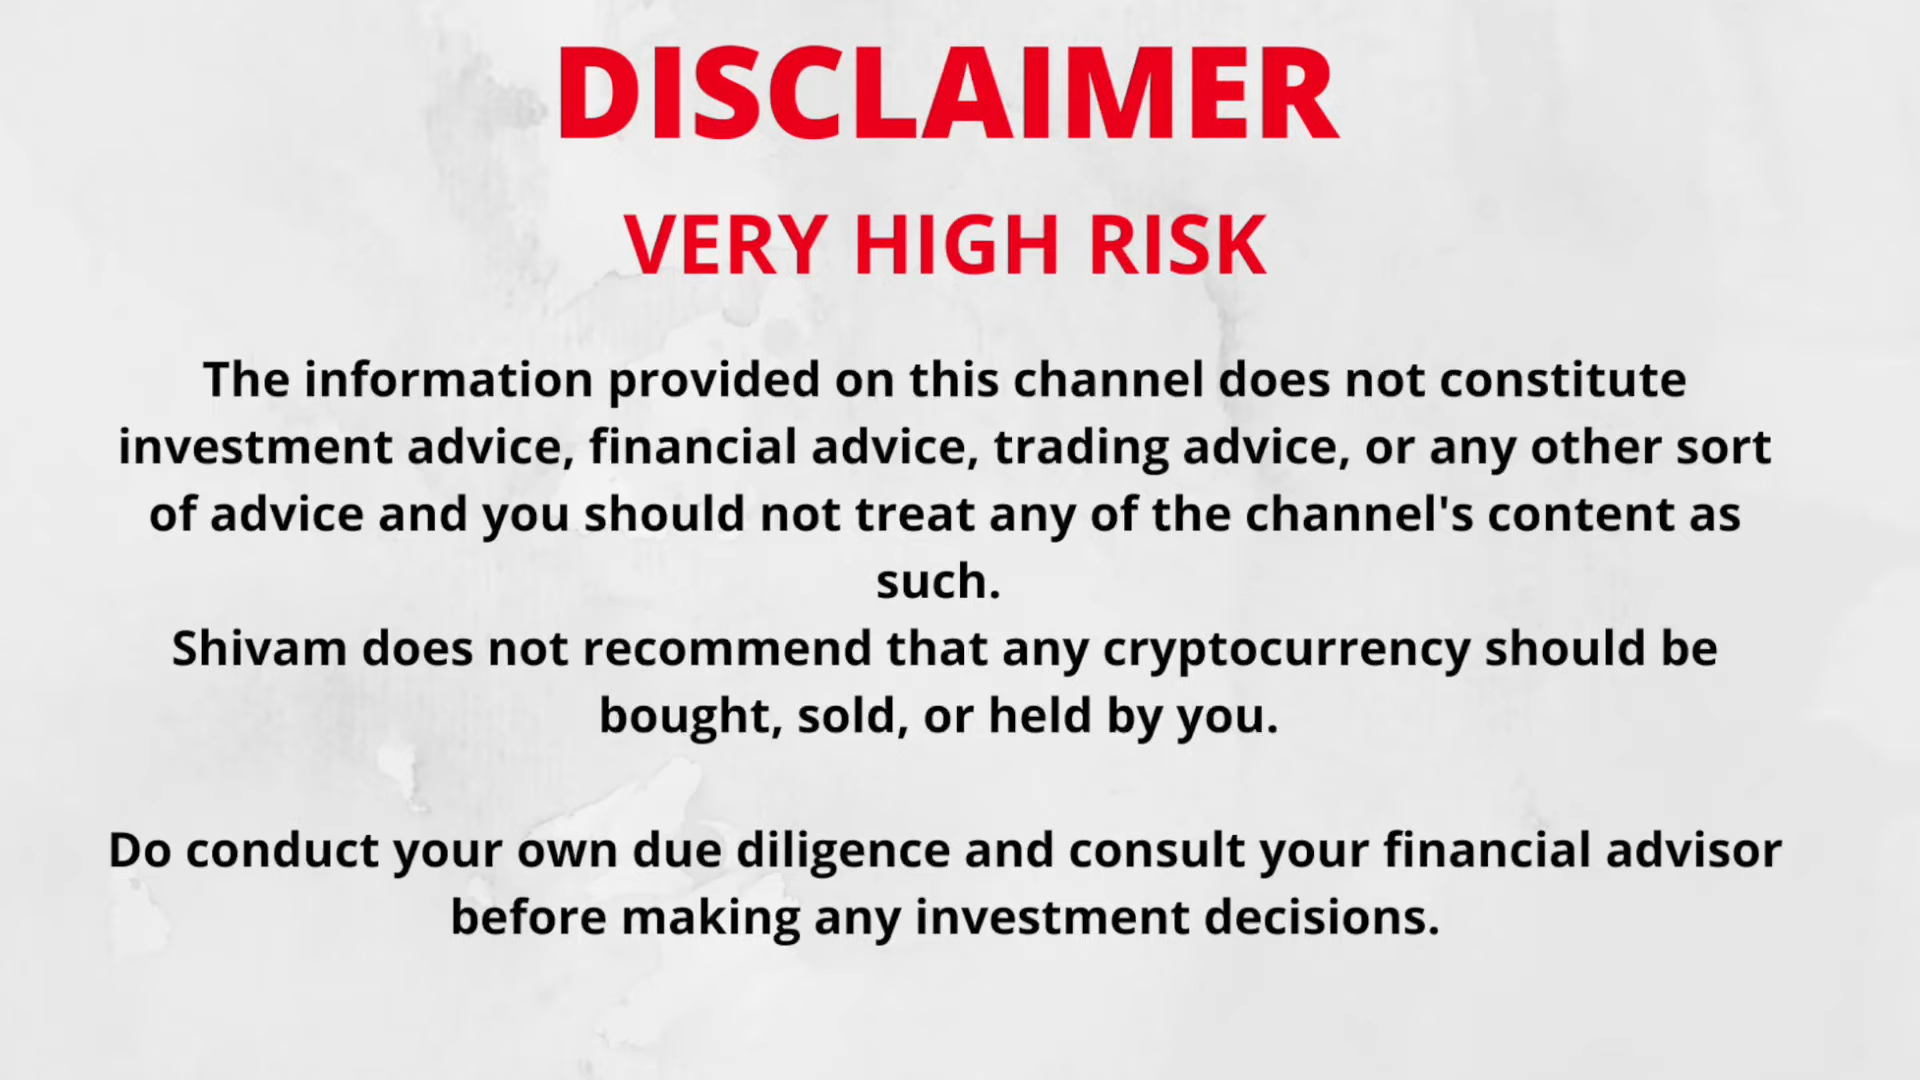 DISCLAIMER
VERY HIGH RISK
The information provided on this channel does not constitute
investment advice, financial advice, trading advice, or any other sort
of advice and you should not treat any of the channel's content as
such.
Shivam does not recommend that any cryptocurrency should be
bought, sold, or held by you.
Do conduct your own due diligence and consult your financial advisor
before making any investment decisions.